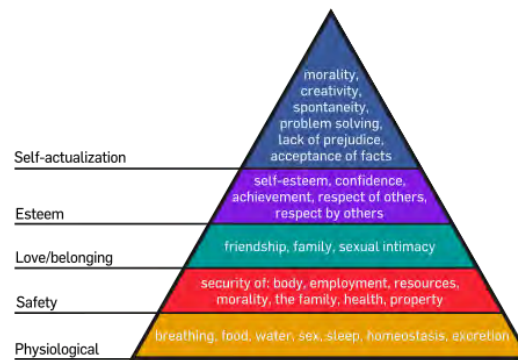 morality,
creativity,
spontaneity,
problem solving,
lack of prejudice,
acceptance of facts
Self-actualization
self-esteem, confidence,
achievement, respect of others,
respect by others
Esteem
friendship, family, sexual intimacy
Love/belonging
security of: body, employment, resources,
morality, the family, health, property
Safety
breathing, food, water, sex, sleep, homeostasis, excretion
Physiological